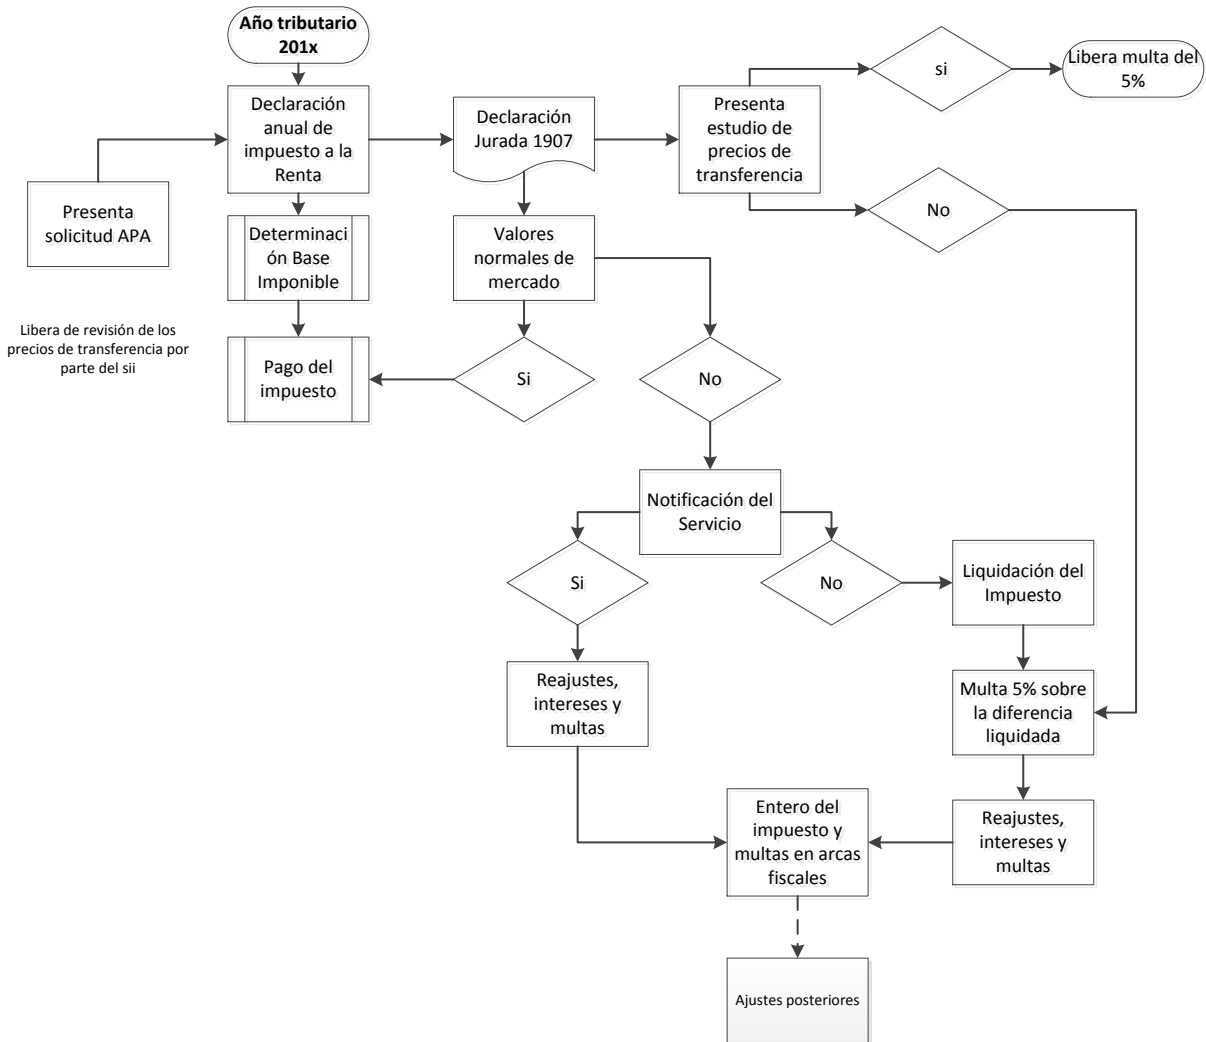 Año tributario
201x
Declaración
anual de
impuesto a la
Renta
Declaración
Jurada 1907
Presenta
estudio de
precios de
transferencia
si
Libera multa del
5%
No
Presenta
solicitud APA
Determinaci
ón Base
Imponible
Valores
normales de
mercado
Libera de revisión de los
precios de transferencia por
parte del sii
Pago del
impuesto
Si
No
Notificación del
Servicio
Si
No
Liquidación del
Impuesto
Reajustes,
intereses y
multas
Multa 5% sobre
la diferencia
liquidada
Entero del
impuesto y
multas en arcas
fiscales
Reajustes,
intereses y
multas
Ajustes posteriores